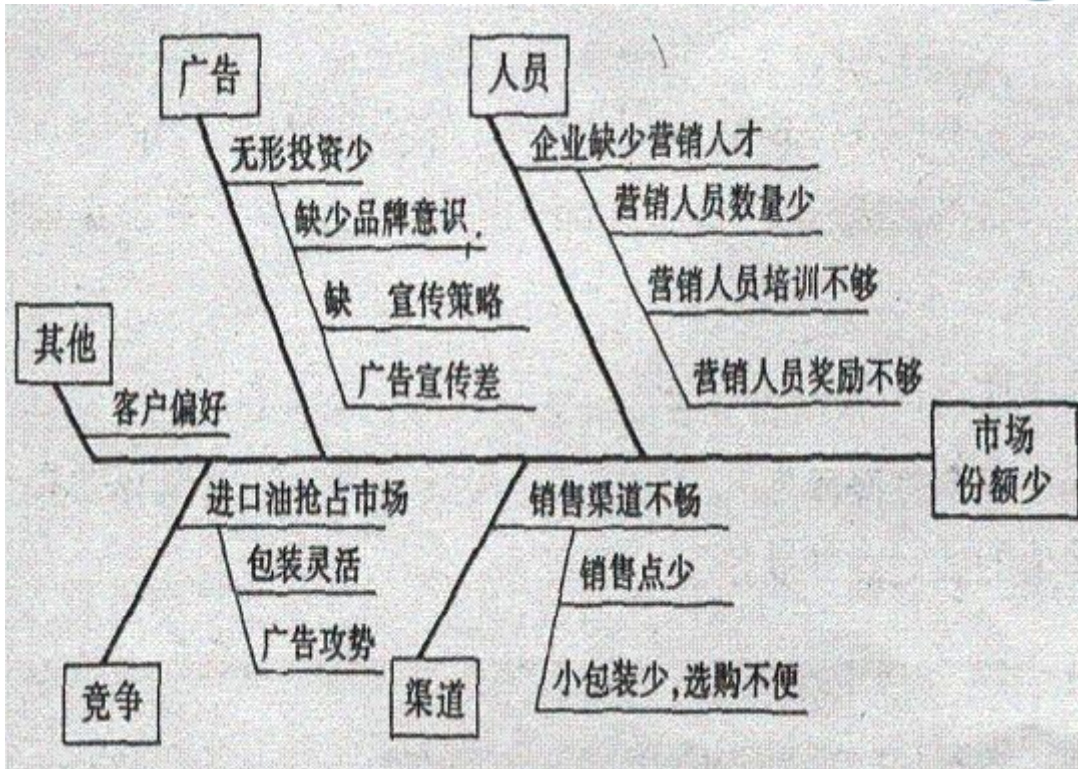 广告
人员
无形投资少
企业缺少营销人才
缺少品牌意识
营销人员数量少
缺 宣传策略
营销人员培训不够
广告宣传差
营销人员奖励不够
其他
客户偏好
市场
份额少
进口油抢占市场
销售渠道不畅
包装灵活
销售点少
广告攻势
小包装少,选购不便
竞争
渠道